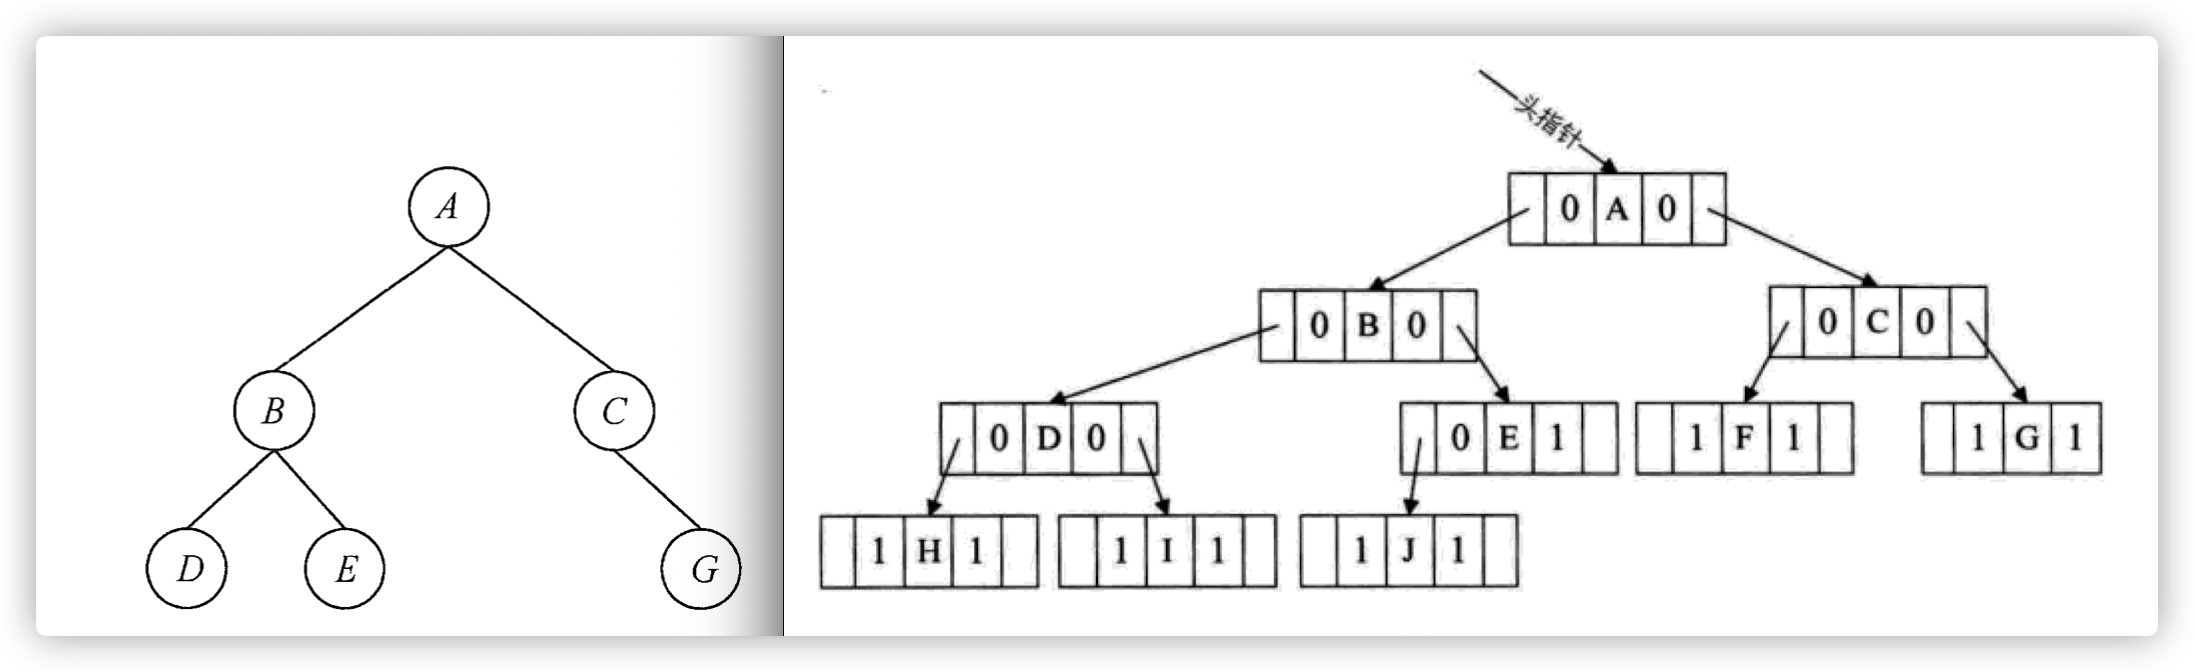 A
B
C
D
E
G
头指针
0 A 0
0 B 0
0 C 0
0 D 0
0 E 1
1 F 1
1 G 1
1 H 1
1 I 1
1 J 1